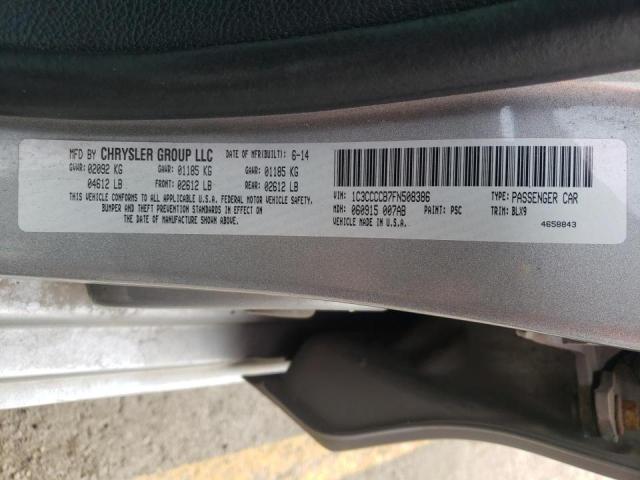 MFD BY CHRYSLER GROUP LLC DATE OF MFR(BUILT): 6-14
GVWR: 02092 KG GAWR: 01185 KG GAWR: 01185 KG
04612 LB FRONT: 02612 LB REAR: 02612 LB
THIS VEHICLE CONFORMS TO ALL APPLICABLE U.S.A. FEDERAL MOTOR VEHICLE SAFETY,
BUMPER AND THEFT PREVENTION STANDARDS IN EFFECT ON
THE DATE OF MANUFACTURE SHOWN ABOVE.
VIN: 1C3CCCCB7FN508386 TYPE: PASSENGER CAR
MDH: 060915 007AB PAINT: PSC TRIM: BLX9
VEHICLE MADE IN U.S.A. 4658843